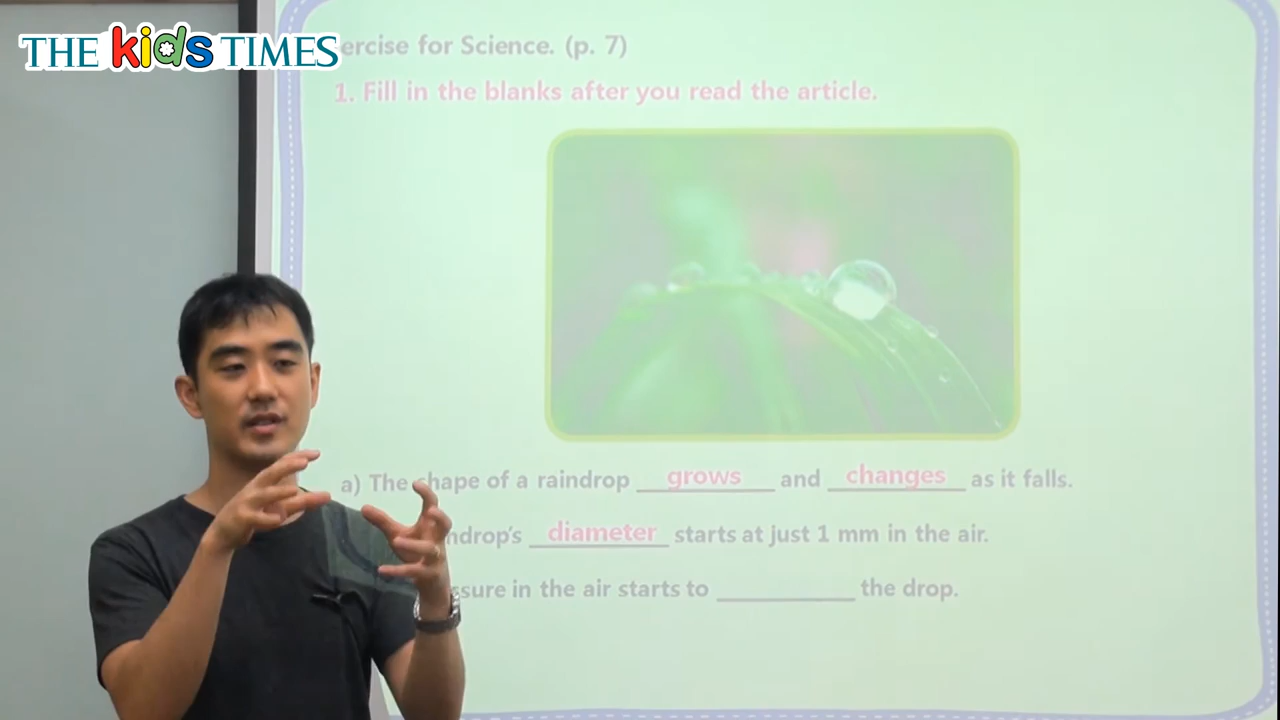 THE kids TIMES
ercise for Science. (p. 7)
1. Fill in the blanks after you read the article.
a) The shape of a raindrop grows and changes as it falls.
ndrop's diameter starts at just 1 mm in the air.
ssure in the air starts to ________ the drop.